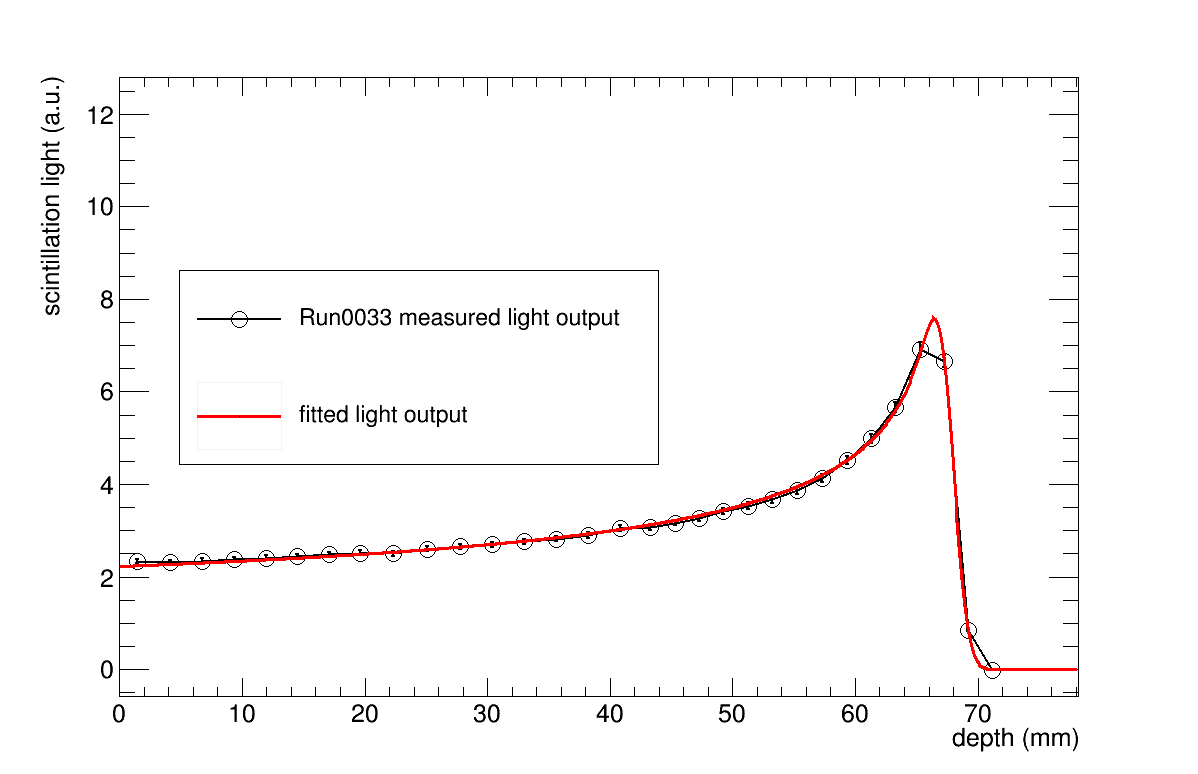 scintillation light (a.u.)
12
10
8
6
4
2
0
Run0033 measured light output
fitted light output
0 10 20 30 40 50 60 70
depth (mm)